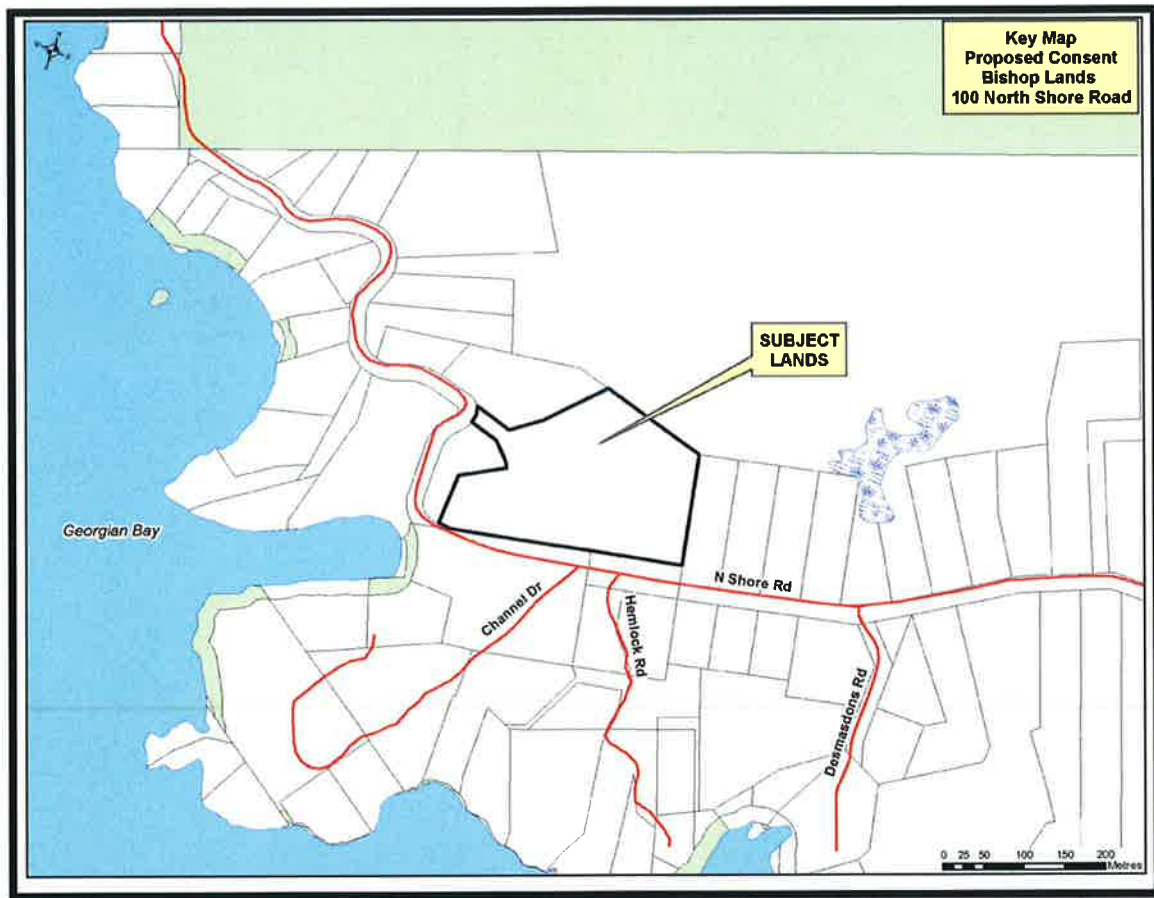 Key Map
Proposed Consent
Bishop Lands
100 North Shore Road
SUBJECT
LANDS
Georgian Bay
N Shore Rd
Channel Dr
Hemlock Rd
Desmasdons Rd
0 25 50 100 150 200
Metres